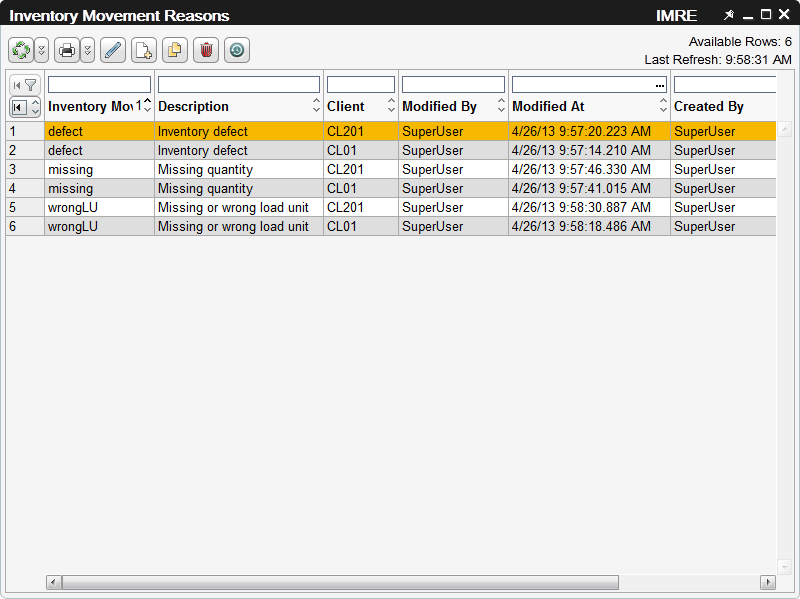 Inventory Movement Reasons IMRE
Available Rows: 6
Last Refresh: 9:58:31 AM
...
Inventory Mov 1 Description Client Modified By Modified At Created By
1 defect Inventory defect CL201 SuperUser 4/26/13 9:57:20.223 AM SuperUser
2 defect Inventory defect CL01 SuperUser 4/26/13 9:57:14.210 AM SuperUser
3 missing Missing quantity CL201 SuperUser 4/26/13 9:57:46.330 AM SuperUser
4 missing Missing quantity CL01 SuperUser 4/26/13 9:57:41.015 AM SuperUser
5 wrongLU Missing or wrong load unit CL201 SuperUser 4/26/13 9:58:30.887 AM SuperUser
6 wrongLU Missing or wrong load unit CL01 SuperUser 4/26/13 9:58:18.486 AM SuperUser